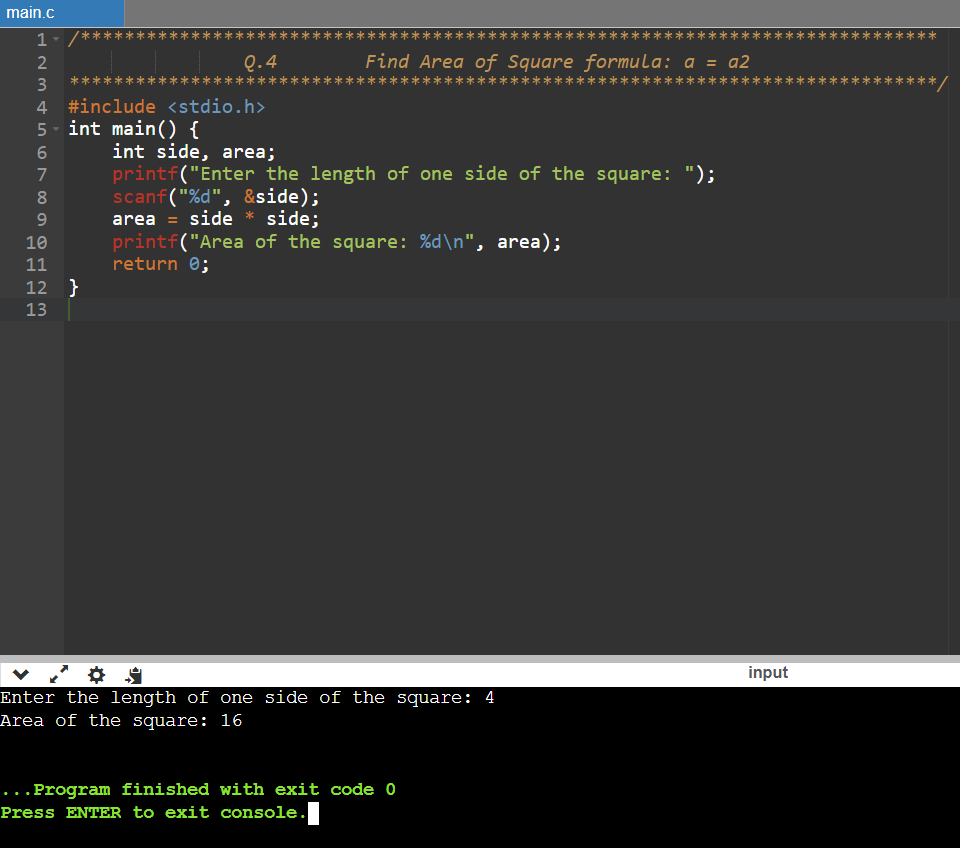 main.c
1 /******************************************************************************
2 Q.4 Find Area of Square formula: a = a2
3 *******************************************************************************/
4 #include <stdio.h>
5 int main() {
6 int side, area;
7 printf("Enter the length of one side of the square: ");
8 scanf("%d", &side);
9 area = side * side;
10 printf("Area of the square: %d\n", area);
11 return 0;
12 }
13
input
Enter the length of one side of the square: 4
Area of the square: 16
...Program finished with exit code 0
Press ENTER to exit console.